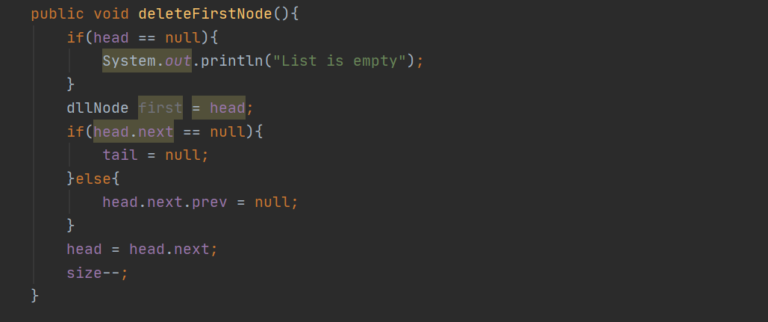 public void deleteFirstNode(){
    if(head == null){
        System.out.println("List is empty");
    }
    dllNode first = head;
    if(head.next == null){
        tail = null;
    }else{
        head.next.prev = null;
    }
    head = head.next;
    size--;
}